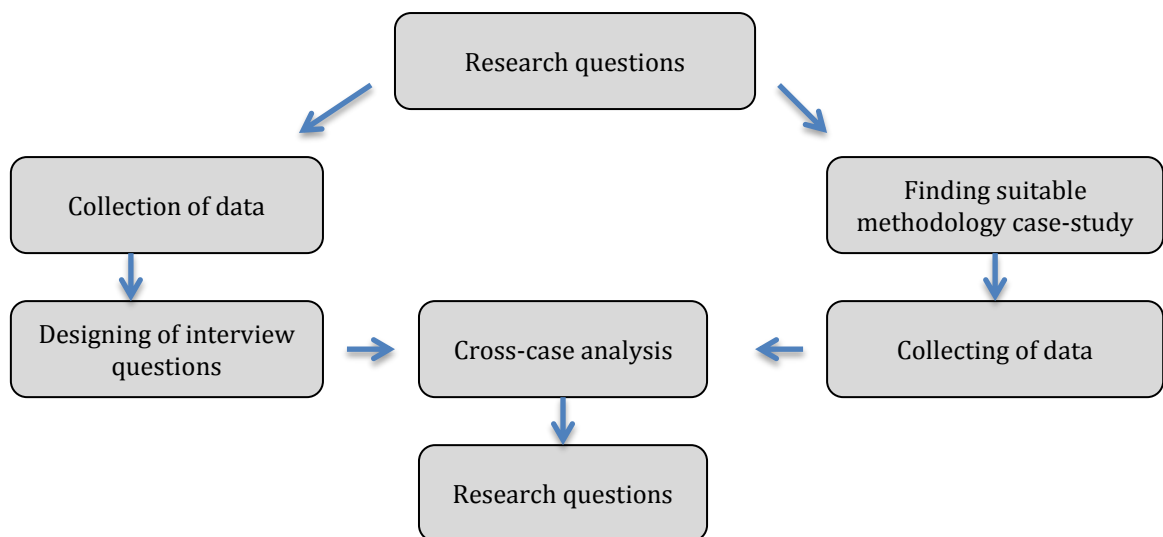 Research questions
Collection of data
Finding suitable
methodology case-study
Designing of interview
questions
Cross-case analysis
Collecting of data
Research questions